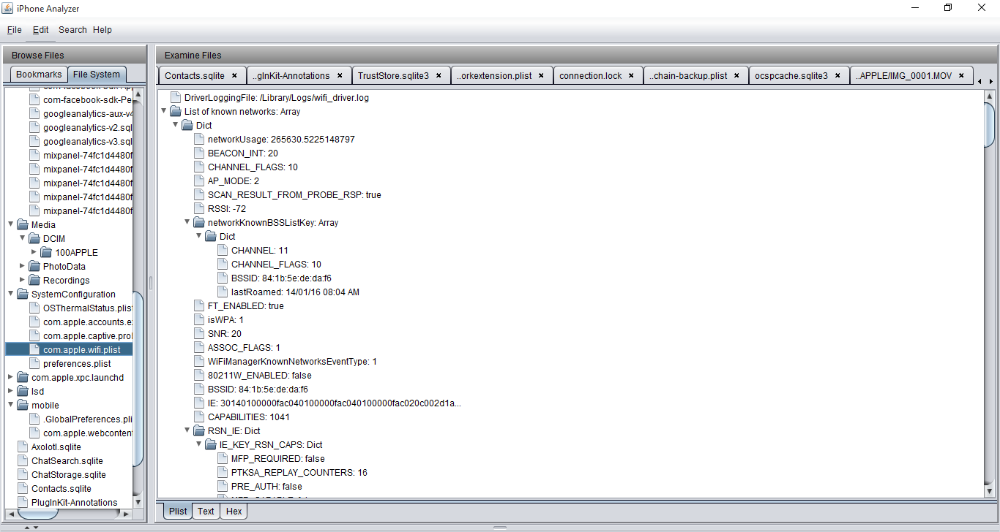 iPhone Analyzer
File Edit Search Help
Browse Files
Bookmarks File System
com-facebook-sdk-Ap
com-facebook-sdk-Pe
googleanalytics-aux-v4
googleanalytics-v2.sql
googleanalytics-v3.sql
mixpanel-74fc1d4480f
mixpanel-74fc1d4480f
mixpanel-74fc1d4480f
mixpanel-74fc1d4480f
mixpanel-74fc1d4480f
Media
DCIM
100APPLE
PhotoData
Recordings
SystemConfiguration
OSThermalStatus.plis
com.apple.accounts.e
com.apple.captive.pro
com.apple.wifi.plist
preferences.plist
com.apple.xpc.launchd
lsd
mobile
.GlobalPreferences.pli
com.apple.webconten
Axolotl.sqlite
ChatSearch.sqlite
ChatStorage.sqlite
Contacts.sqlite
PlugInKit-Annotations
Examine Files
Contacts.sqlite ..gInKit-Annotations TrustStore.sqlite3 ..orkextension.plist connection.lock ..chain-backup.plist ocspcache.sqlite3 ..APPLE/IMG_0001.MOV
DriverLoggingFile: /Library/Logs/wifi_driver.log
List of known networks: Array
Dict
networkUsage: 265630.5225148797
BEACON_INT: 20
CHANNEL_FLAGS: 10
AP_MODE: 2
SCAN_RESULT_FROM_PROBE_RSP: true
RSSI: -72
networkKnownBSSListKey: Array
Dict
CHANNEL: 11
CHANNEL_FLAGS: 10
BSSID: 84:1b:5e:de:da:f6
lastRoamed: 14/01/16 08:04 AM
FT_ENABLED: true
isWPA: 1
SNR: 20
ASSOC_FLAGS: 1
WiFiManagerKnownNetworksEventType: 1
80211W_ENABLED: false
BSSID: 84:1b:5e:de:da:f6
IE: 30140100000fac040100000fac040100000fac020c002d1a...
CAPABILITIES: 1041
RSN_IE: Dict
IE_KEY_RSN_CAPS: Dict
MFP_REQUIRED: false
PTKSA_REPLAY_COUNTERS: 16
PRE_AUTH: false
Plist Text Hex